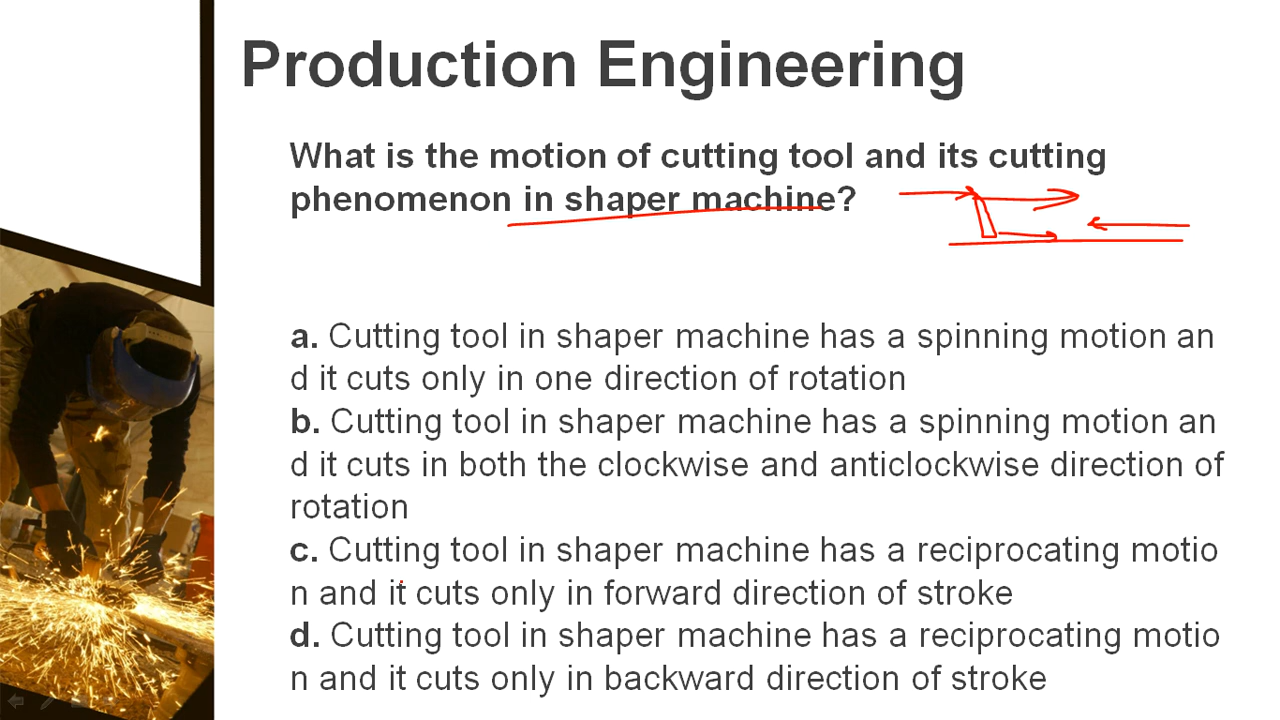 Production Engineering
What is the motion of cutting tool and its cutting
phenomenon in shaper machine?
a. Cutting tool in shaper machine has a spinning motion an
d it cuts only in one direction of rotation
b. Cutting tool in shaper machine has a spinning motion an
d it cuts in both the clockwise and anticlockwise direction of
rotation
c. Cutting tool in shaper machine has a reciprocating motio
n and it cuts only in forward direction of stroke
d. Cutting tool in shaper machine has a reciprocating motio
n and it cuts only in backward direction of stroke